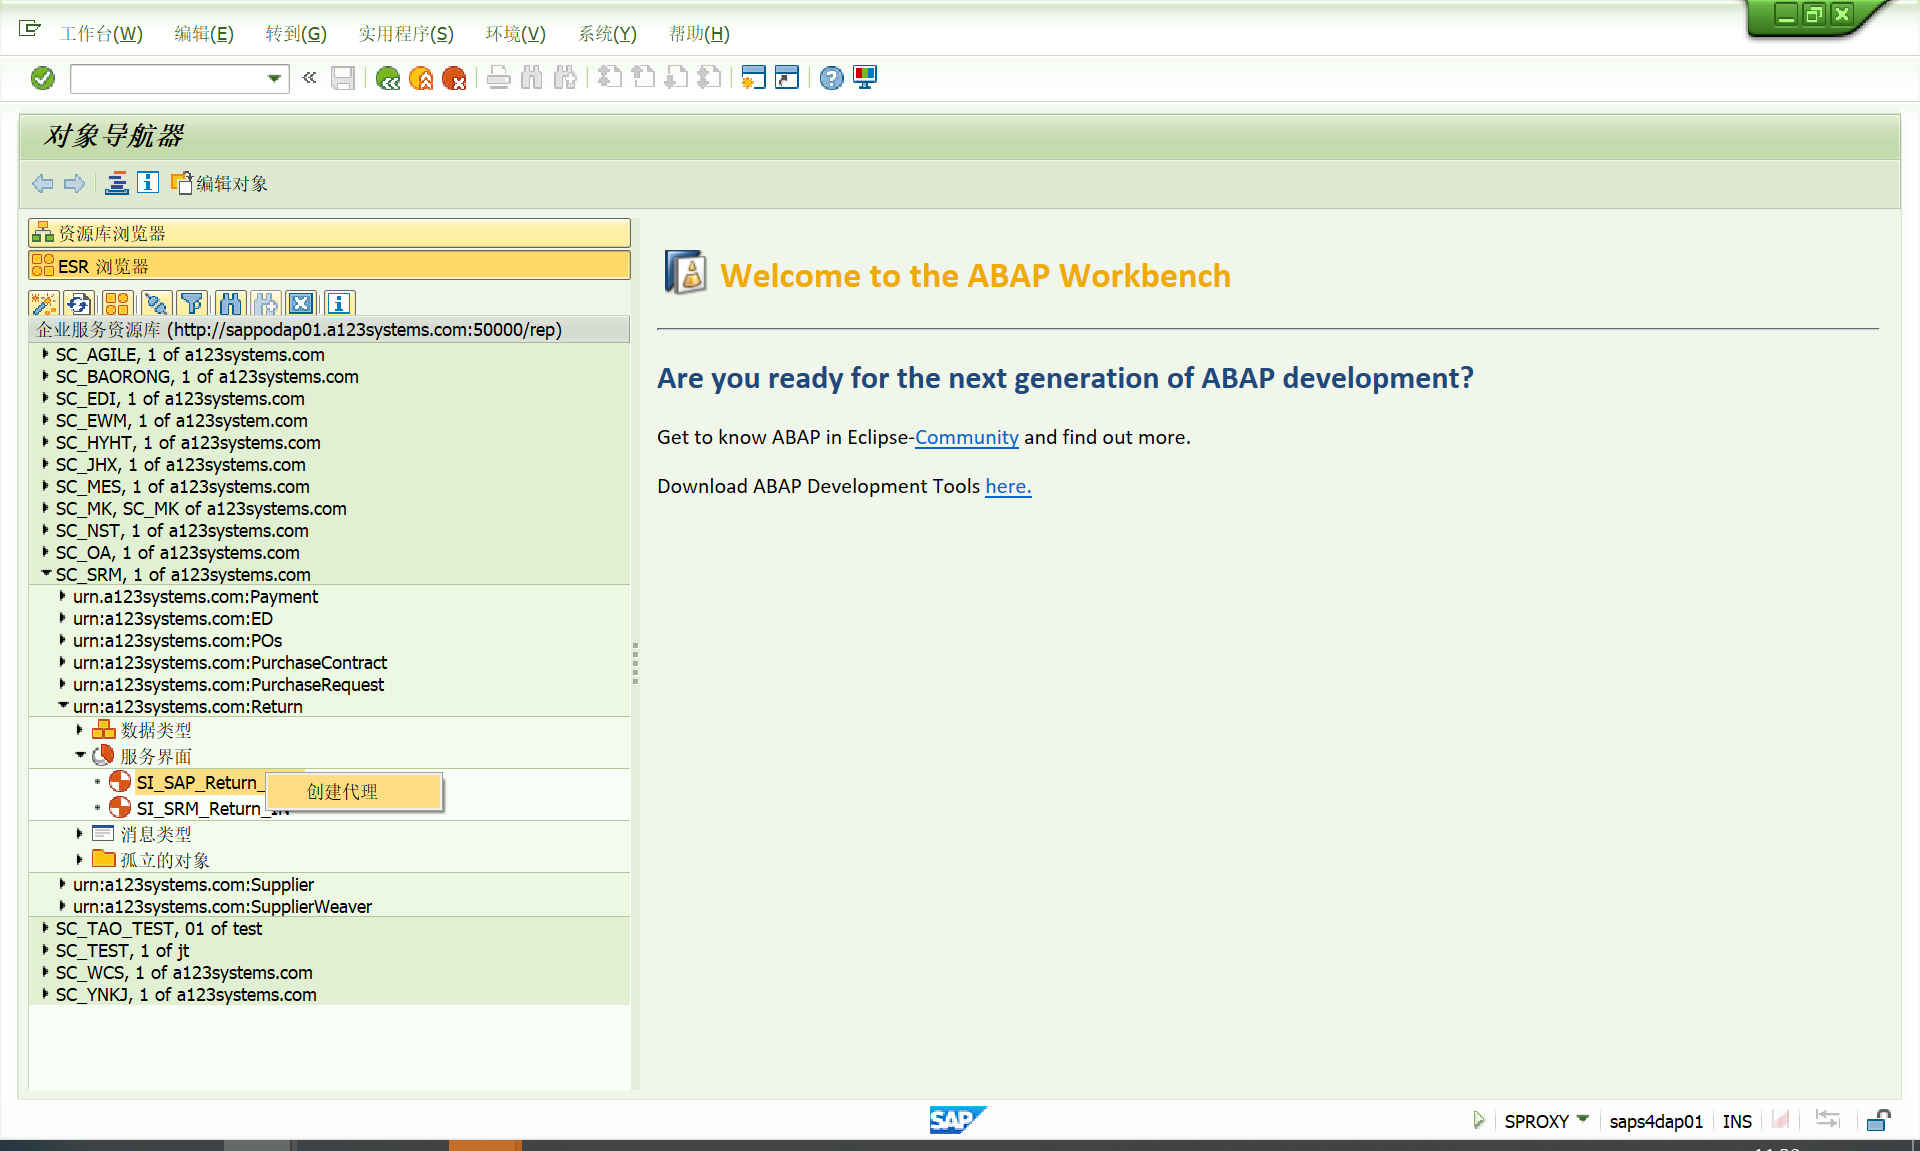 工作台(W) 编辑(E) 转到(G) 实用程序(S) 环境(V) 系统(Y) 帮助(H)
对象导航器
编辑对象
资源库浏览器
ESR 浏览器
企业服务资源库 (http://sappodap01.a123systems.com:50000/rep)
SC_AGILE, 1 of a123systems.com
SC_BAORONG, 1 of a123systems.com
SC_EDI, 1 of a123systems.com
SC_EWM, 1 of a123system.com
SC_HYHT, 1 of a123systems.com
SC_JHX, 1 of a123systems.com
SC_MES, 1 of a123systems.com
SC_MK, SC_MK of a123systems.com
SC_NST, 1 of a123systems.com
SC_OA, 1 of a123systems.com
SC_SRM, 1 of a123systems.com
urn.a123systems.com:Payment
urn:a123systems.com:ED
urn:a123systems.com:POs
urn:a123systems.com:PurchaseContract
urn:a123systems.com:PurchaseRequest
urn:a123systems.com:Return
数据类型
服务界面
SI_SAP_Return_
创建代理
SI_SRM_Return_IN
消息类型
孤立的对象
urn:a123systems.com:Supplier
urn:a123systems.com:SupplierWeaver
SC_TAO_TEST, 01 of test
SC_TEST, 1 of jt
SC_WCS, 1 of a123systems.com
SC_YNKJ, 1 of a123systems.com
Welcome to the ABAP Workbench
Are you ready for the next generation of ABAP development?
Get to know ABAP in Eclipse-Community and find out more.
Download ABAP Development Tools here.
SAP
SPROXY saps4dap01 INS